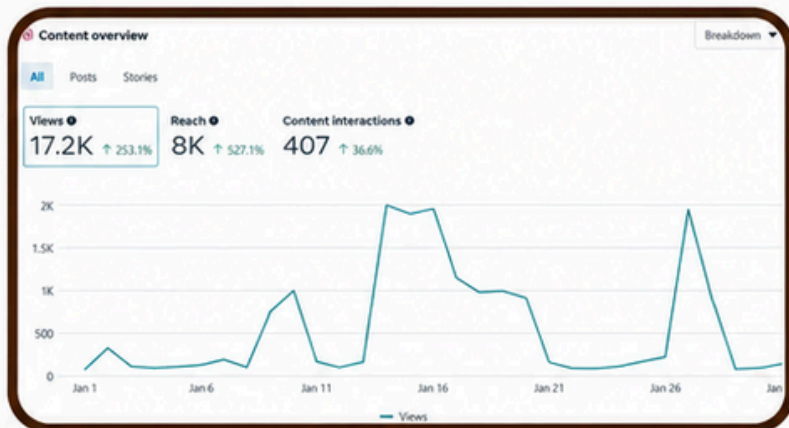 Content overview
Breakdown
All Posts Stories
Views Reach Content interactions
17.2K ↑ 253.1% 8K ↑ 527.1% 407 ↑ 36.6%
2K
1.5K
1K
500
0
Jan 1 Jan 6 Jan 11 Jan 16 Jan 21 Jan 26 Jan
Views